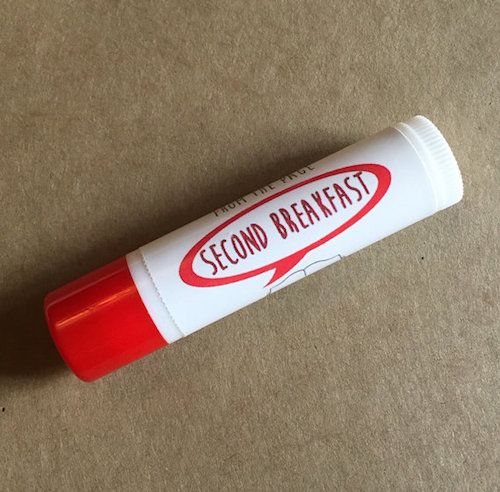 FROM THE PAGE
SECOND BREAKFAST